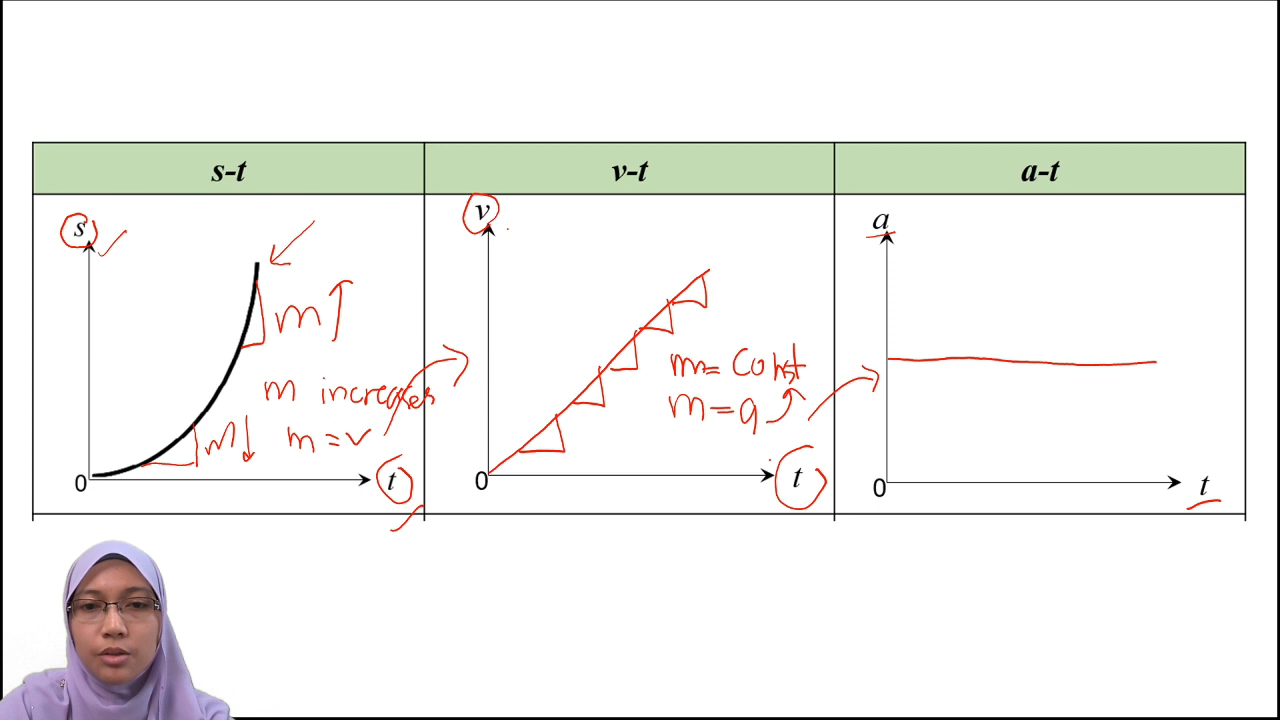 s-t
v-t
a-t
s
m↑
m increases
m↓ m = v
0
t
v
m = const
m = a
0
t
a
0
t